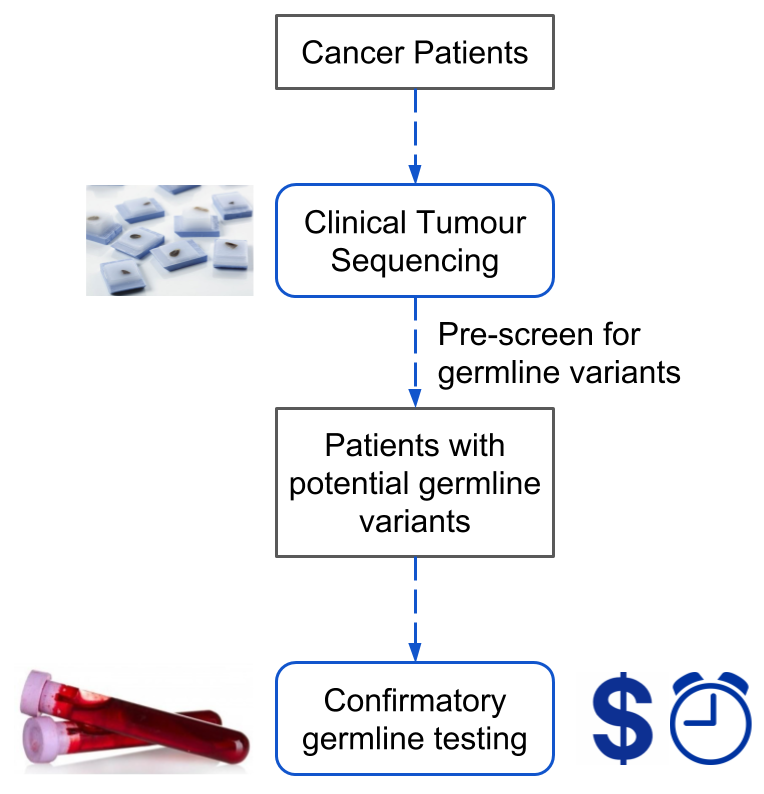 Cancer Patients
Clinical Tumour
Sequencing
Pre-screen for
germline variants
Patients with
potential germline
variants
Confirmatory
germline testing
$